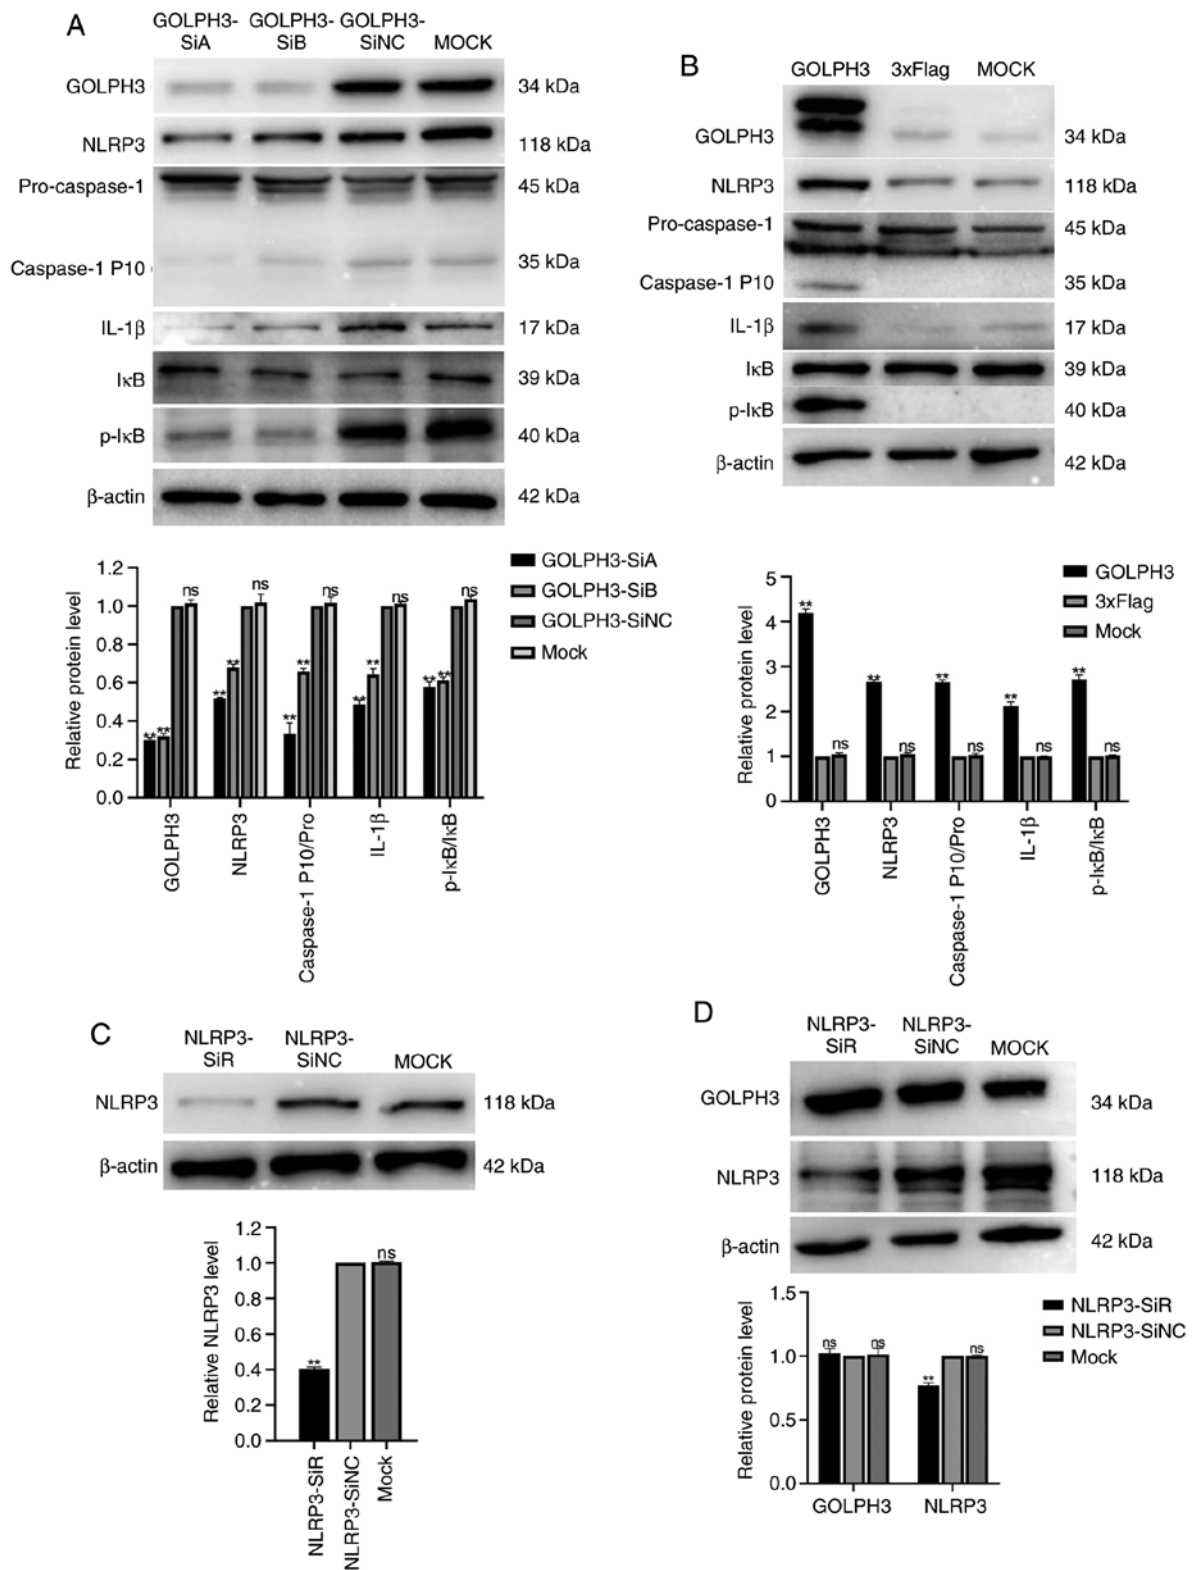 A
GOLPH3-
SiA
GOLPH3-
SiB
GOLPH3-
SiNC
MOCK
GOLPH3
34 kDa
NLRP3
118 kDa
Pro-caspase-1
45 kDa
Caspase-1 P10
35 kDa
IL-1β
17 kDa
IκB
39 kDa
p-IκB
40 kDa
β-actin
42 kDa
Relative protein level
1.2
1.0
0.8
0.6
0.4
0.2
0.0
** ** ns
** ** ns
** ** ns
** ** ns
** ** ns
GOLPH3
NLRP3
Caspase-1 P10/Pro
IL-1β
p-IκB/IκB
GOLPH3-SiA
GOLPH3-SiB
GOLPH3-SiNC
Mock
B
GOLPH3 3xFlag MOCK
GOLPH3
34 kDa
NLRP3
118 kDa
Pro-caspase-1
45 kDa
Caspase-1 P10
35 kDa
IL-1β
17 kDa
IκB
39 kDa
p-IκB
40 kDa
β-actin
42 kDa
Relative protein level
5
4
3
2
1
0
** ns
** ns
** ns
** ns
** ns
GOLPH3
NLRP3
Caspase-1 P10/Pro
IL-1β
p-IκB/IκB
GOLPH3
3xFlag
Mock
C
NLRP3-
SiR
NLRP3-
SiNC
MOCK
NLRP3
118 kDa
β-actin
42 kDa
Relative NLRP3 level
1.2
1.0
0.8
0.6
0.4
0.2
0.0
** ns
NLRP3-SiR
NLRP3-SiNC
Mock
D
NLRP3-
SiR
NLRP3-
SiNC
MOCK
GOLPH3
34 kDa
NLRP3
118 kDa
β-actin
42 kDa
Relative protein level
1.5
1.0
0.5
0.0
ns ns
** ns
GOLPH3
NLRP3
NLRP3-SiR
NLRP3-SiNC
Mock